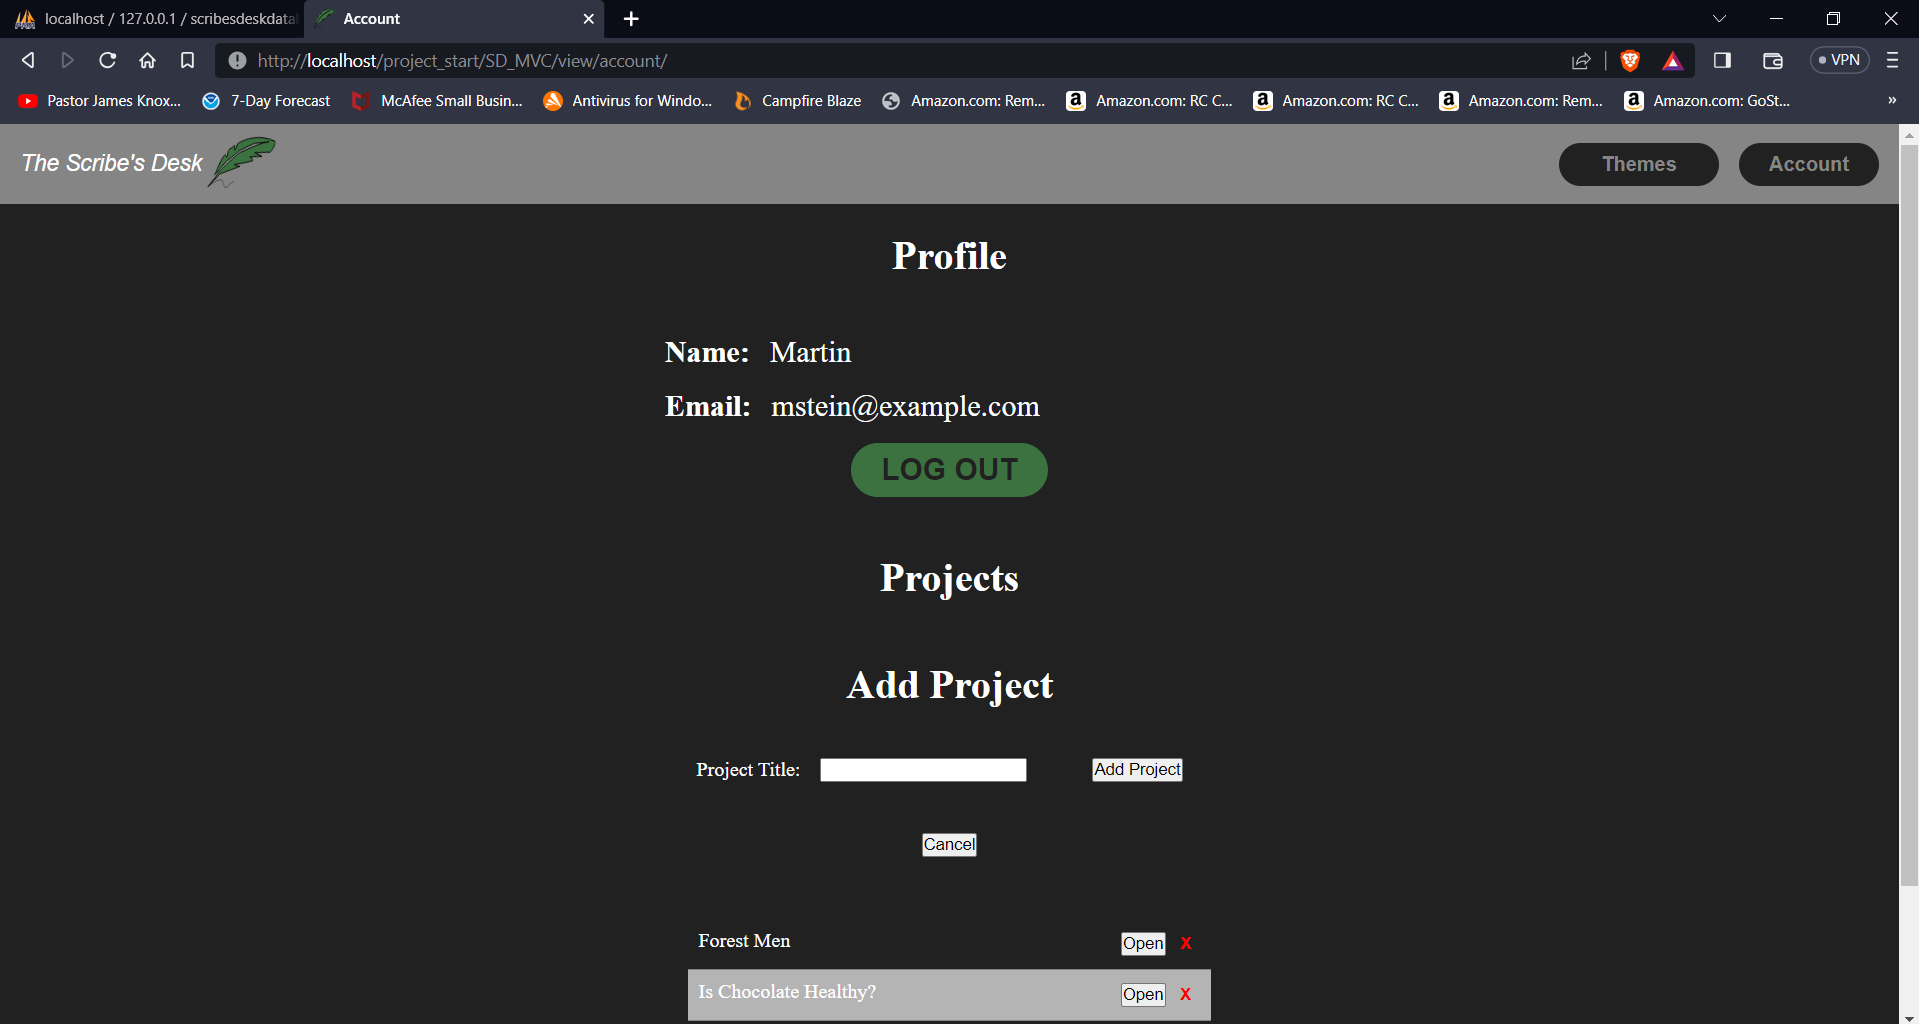 localhost / 127.0.0.1 / scribesdeskdata
Account
http://localhost/project_start/SD_MVC/view/account/
VPN
Pastor James Knox... 7-Day Forecast McAfee Small Busin... Antivirus for Windo... Campfire Blaze Amazon.com: Rem... Amazon.com: RC C... Amazon.com: RC C... Amazon.com: Rem... Amazon.com: GoSt... »
The Scribe's Desk Themes Account
Profile
Name: Martin
Email: mstein@example.com
LOG OUT
Projects
Add Project
Project Title: Add Project
Cancel
Forest Men Open X
Is Chocolate Healthy? Open X